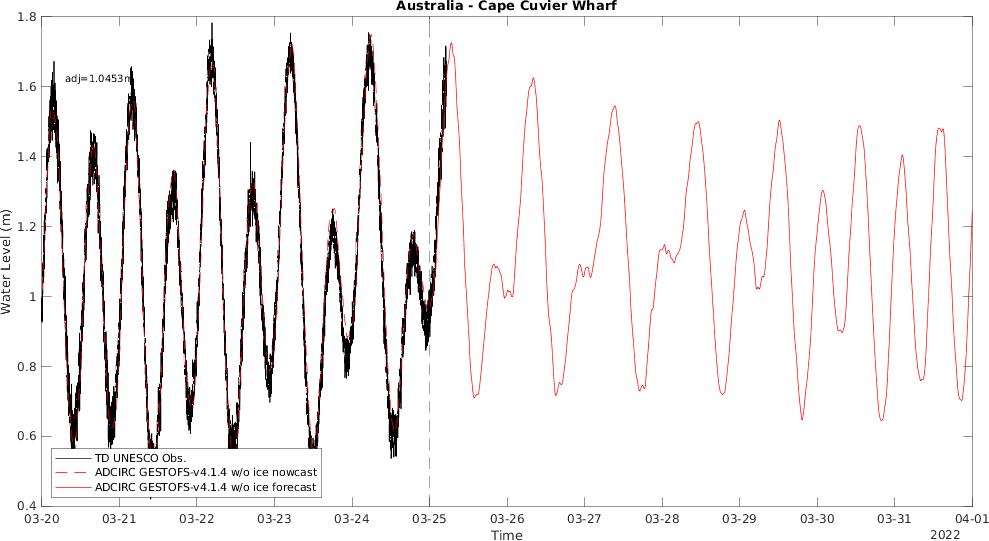 Australia - Cape Cuvier Wharf
adj=1.0453m
Water Level (m)
1.8
1.6
1.4
1.2
1
0.8
0.6
0.4
TD UNESCO Obs.
ADCIRC GESTOFS-v4.1.4 w/o ice nowcast
ADCIRC GESTOFS-v4.1.4 w/o ice forecast
03-20 03-21 03-22 03-23 03-24 03-25 03-26 03-27 03-28 03-29 03-30 03-31 04-01
Time
2022